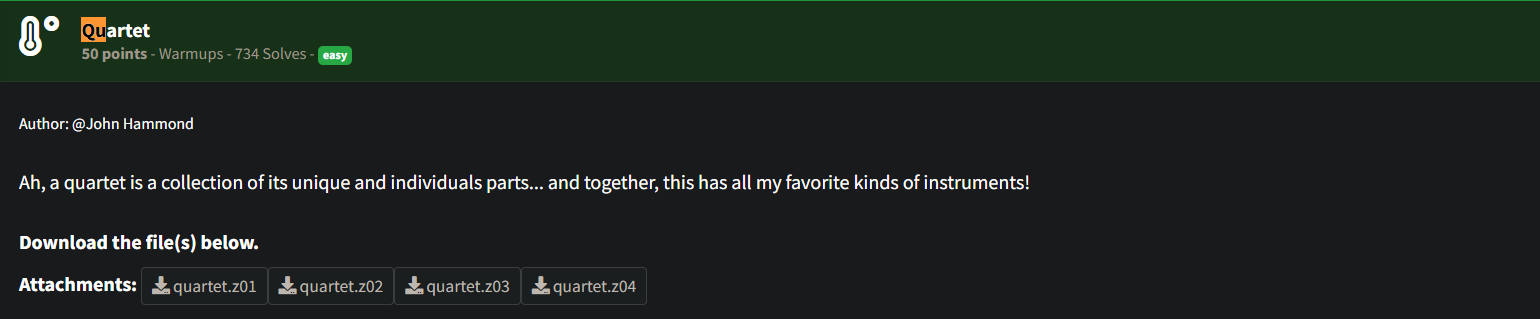 Quartet
50 points - Warmups - 734 Solves - easy
Author: @John Hammond
Ah, a quartet is a collection of its unique and individuals parts... and together, this has all my favorite kinds of instruments!
Download the file(s) below.
Attachments: quartet.z01 quartet.z02 quartet.z03 quartet.z04